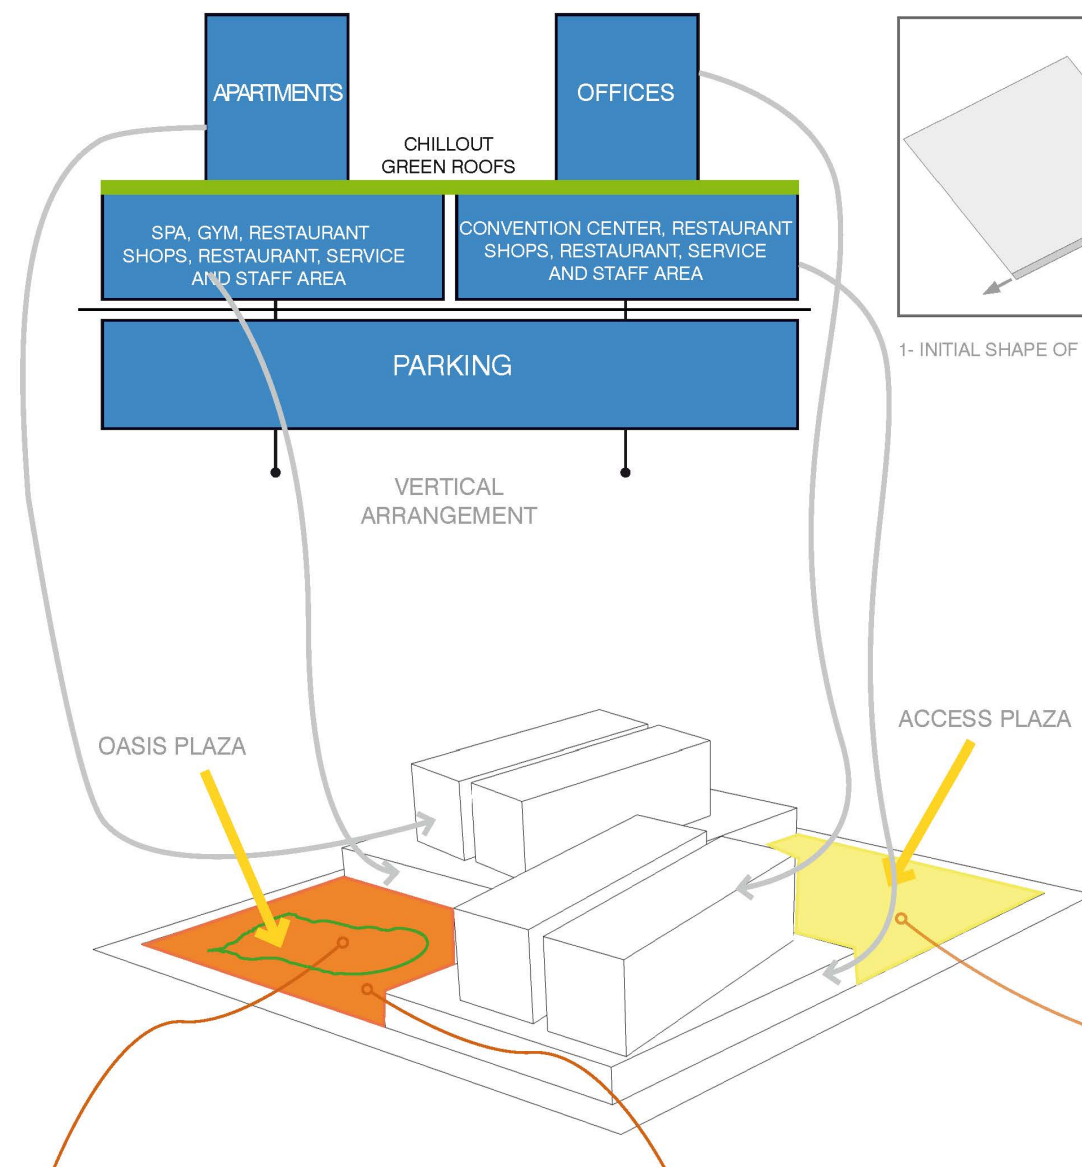 APARTMENTS
OFFICES
CHILLOUT
GREEN ROOFS
SPA, GYM, RESTAURANT
SHOPS, RESTAURANT, SERVICE
AND STAFF AREA
CONVENTION CENTER, RESTAURANT
SHOPS, RESTAURANT, SERVICE
AND STAFF AREA
PARKING
1- INITIAL SHAPE OF
VERTICAL
ARRANGEMENT
OASIS PLAZA
ACCESS PLAZA